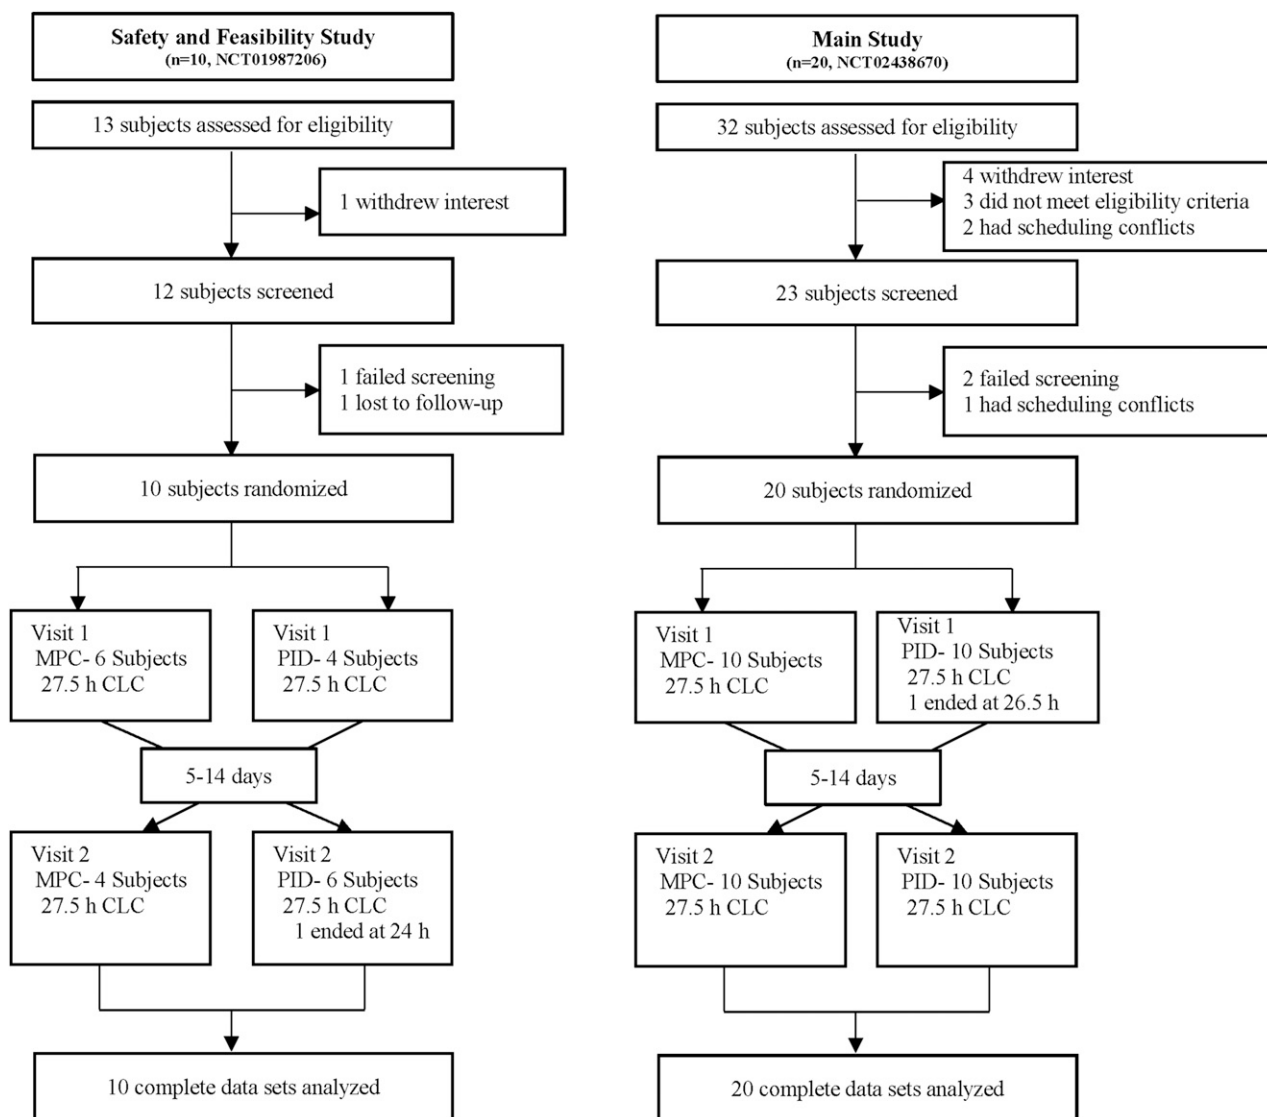 Safety and Feasibility Study
(n=10, NCT01987206)
13 subjects assessed for eligibility
1 withdrew interest
12 subjects screened
1 failed screening
1 lost to follow-up
10 subjects randomized
Visit 1
MPC- 6 Subjects
27.5 h CLC
Visit 1
PID- 4 Subjects
27.5 h CLC
5-14 days
Visit 2
MPC- 4 Subjects
27.5 h CLC
Visit 2
PID- 6 Subjects
27.5 h CLC
1 ended at 24 h
10 complete data sets analyzed
Main Study
(n=20, NCT02438670)
32 subjects assessed for eligibility
4 withdrew interest
3 did not meet eligibility criteria
2 had scheduling conflicts
23 subjects screened
2 failed screening
1 had scheduling conflicts
20 subjects randomized
Visit 1
MPC- 10 Subjects
27.5 h CLC
Visit 1
PID- 10 Subjects
27.5 h CLC
1 ended at 26.5 h
5-14 days
Visit 2
MPC- 10 Subjects
27.5 h CLC
Visit 2
PID- 10 Subjects
27.5 h CLC
20 complete data sets analyzed